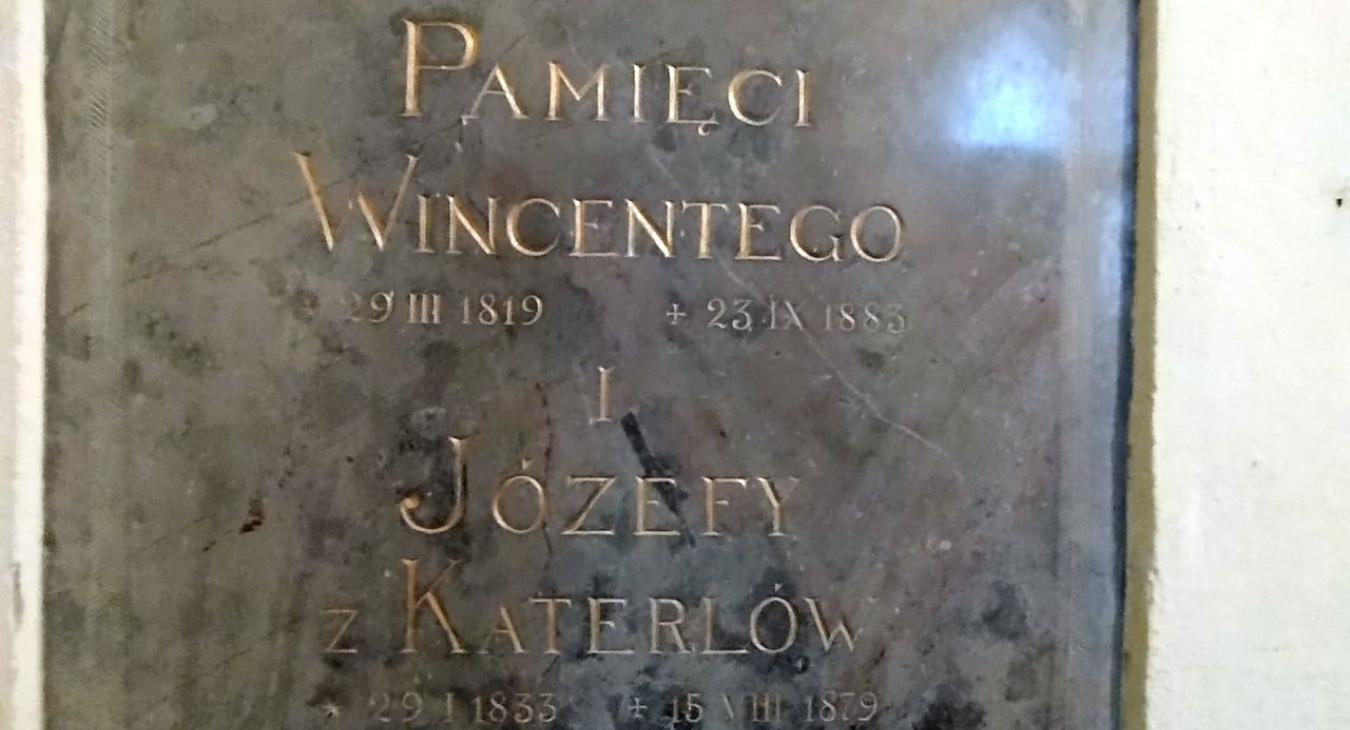 PAMIĘCI
WINCENTEGO
* 29 III 1819 + 23 IX 1883
I
JÓZEFY
z KATERLÓW
* 29 I 1833 + 15 VIII 1879